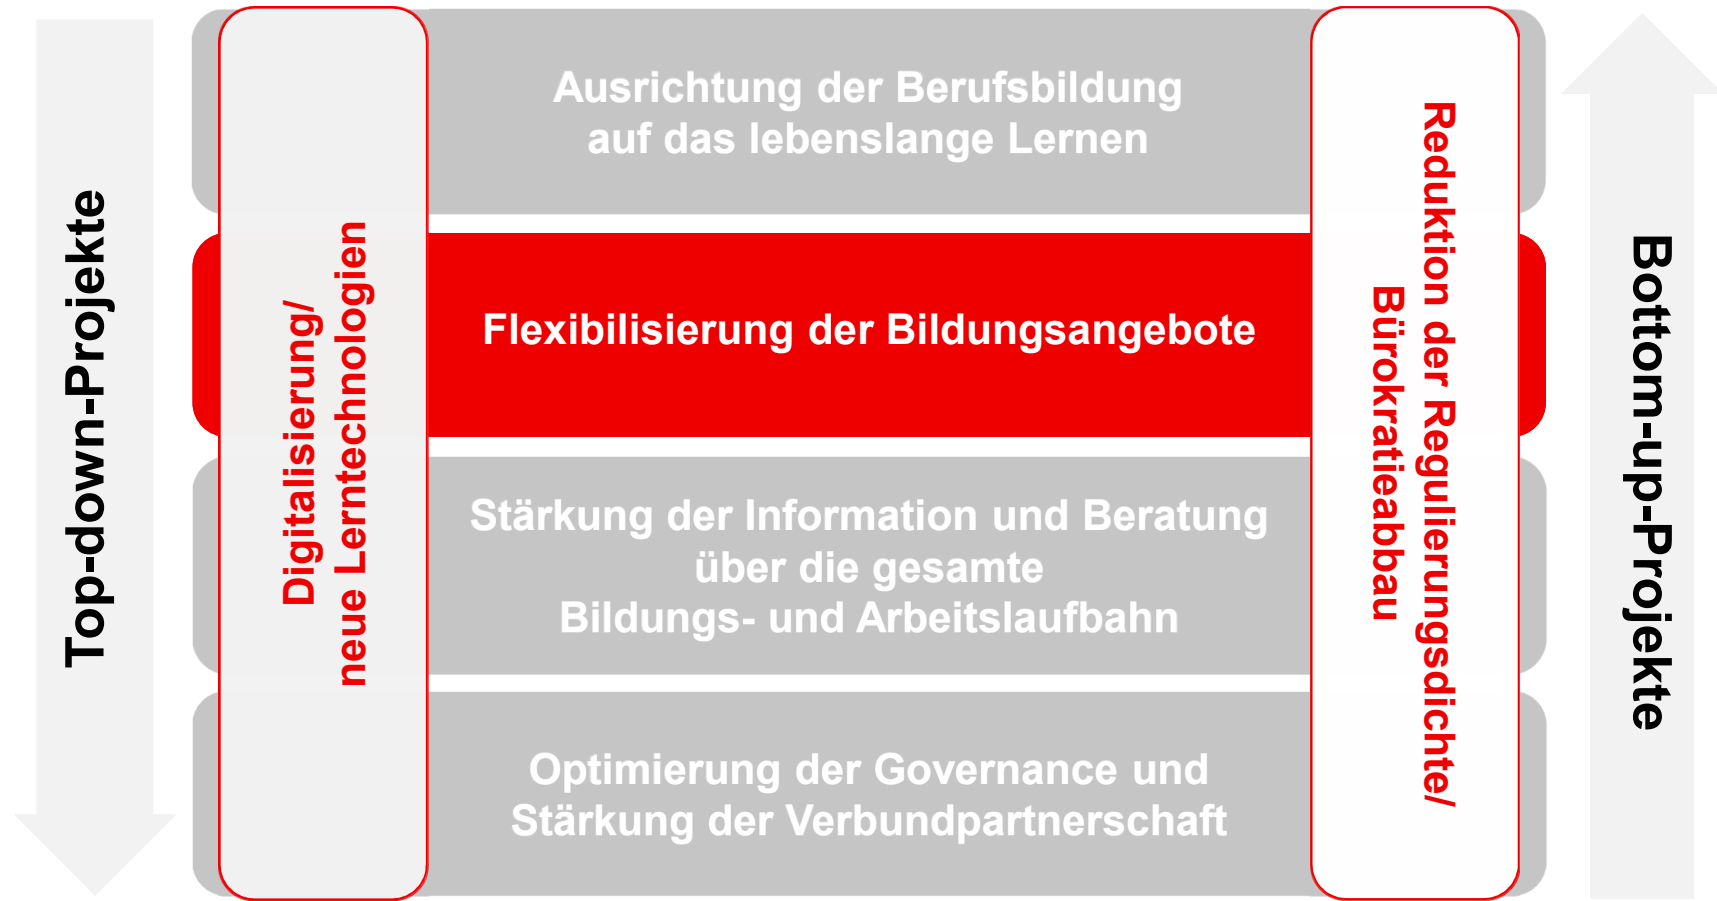 Top-down-Projekte
Digitalisierung/
neue Lerntechnologien
Ausrichtung der Berufsbildung
auf das lebenslange Lernen
Flexibilisierung der Bildungsangebote
Stärkung der Information und Beratung
über die gesamte
Bildungs- und Arbeitslaufbahn
Optimierung der Governance und
Stärkung der Verbundpartnerschaft
Reduktion der Regulierungsdichte/
Bürokratieabbau
Bottom-up-Projekte